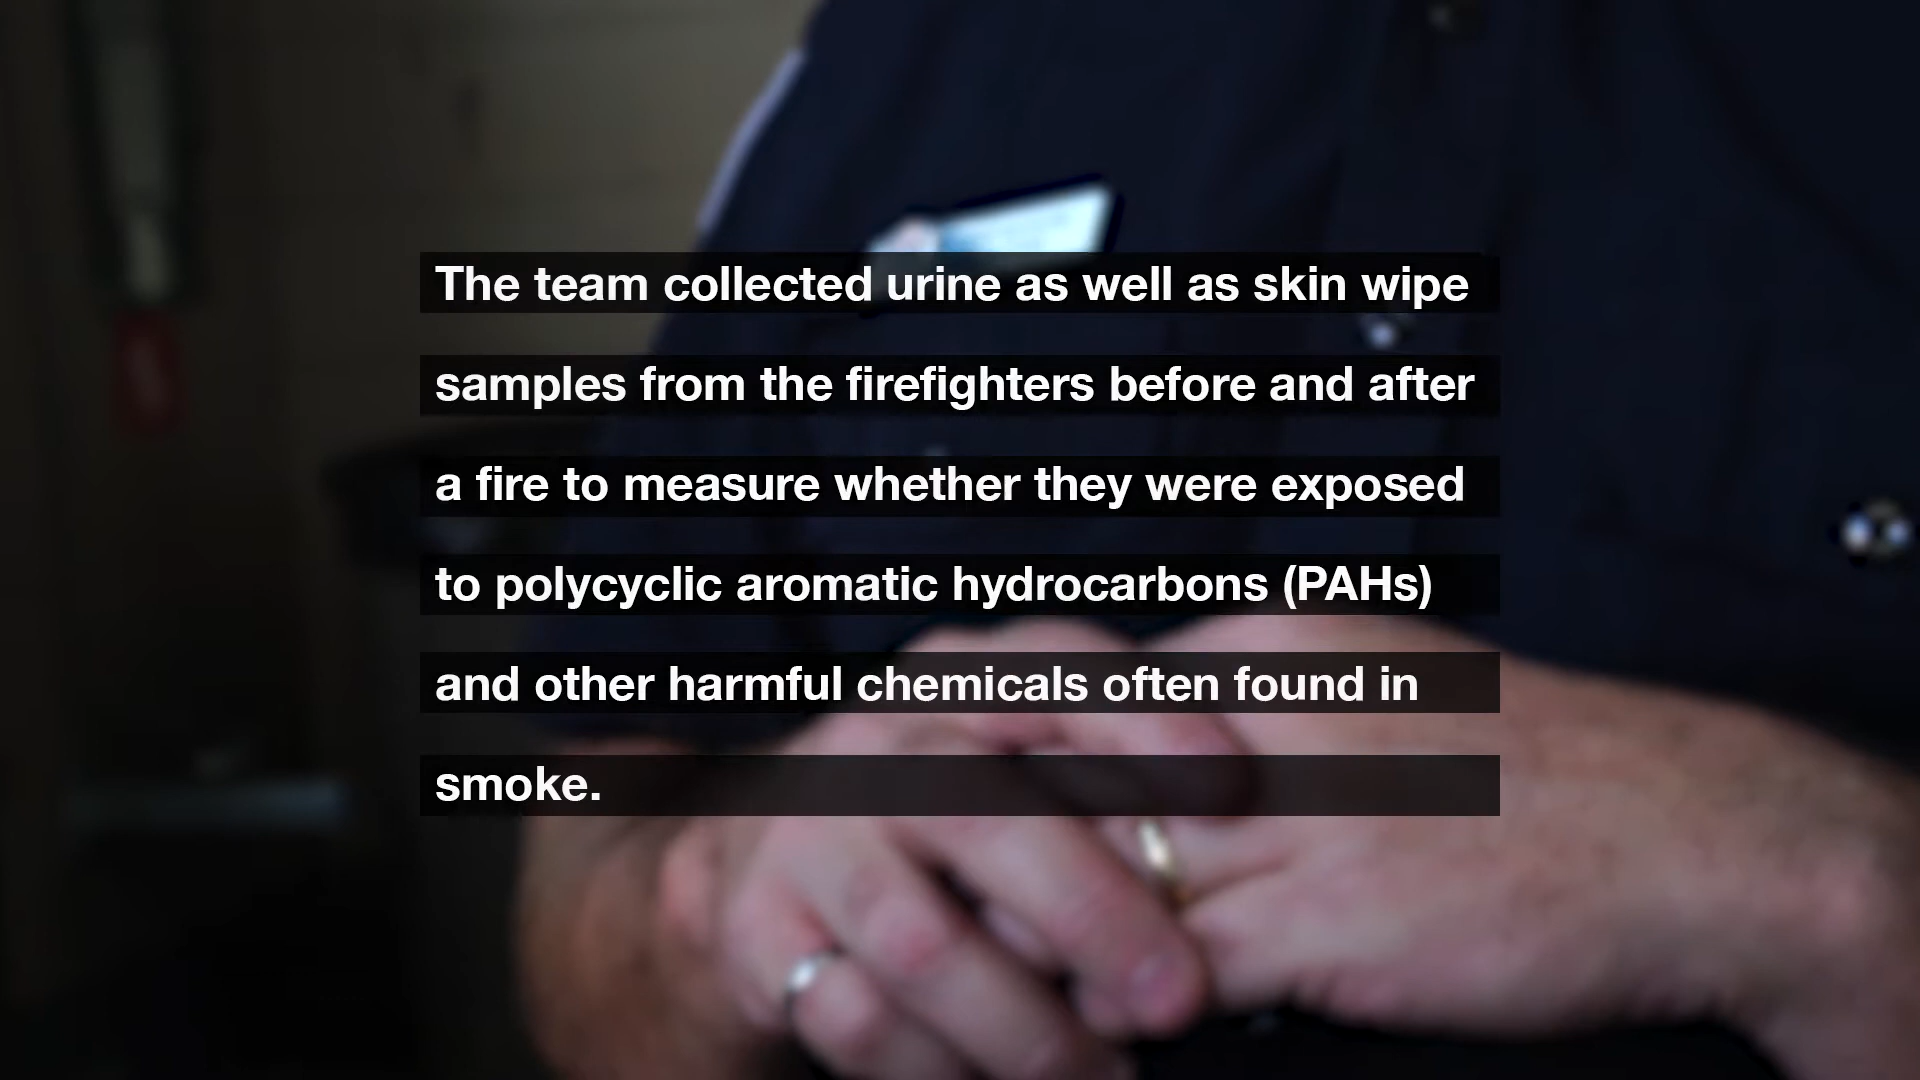 The team collected urine as well as skin wipe
samples from the firefighters before and after
a fire to measure whether they were exposed
to polycyclic aromatic hydrocarbons (PAHs)
and other harmful chemicals often found in
smoke.